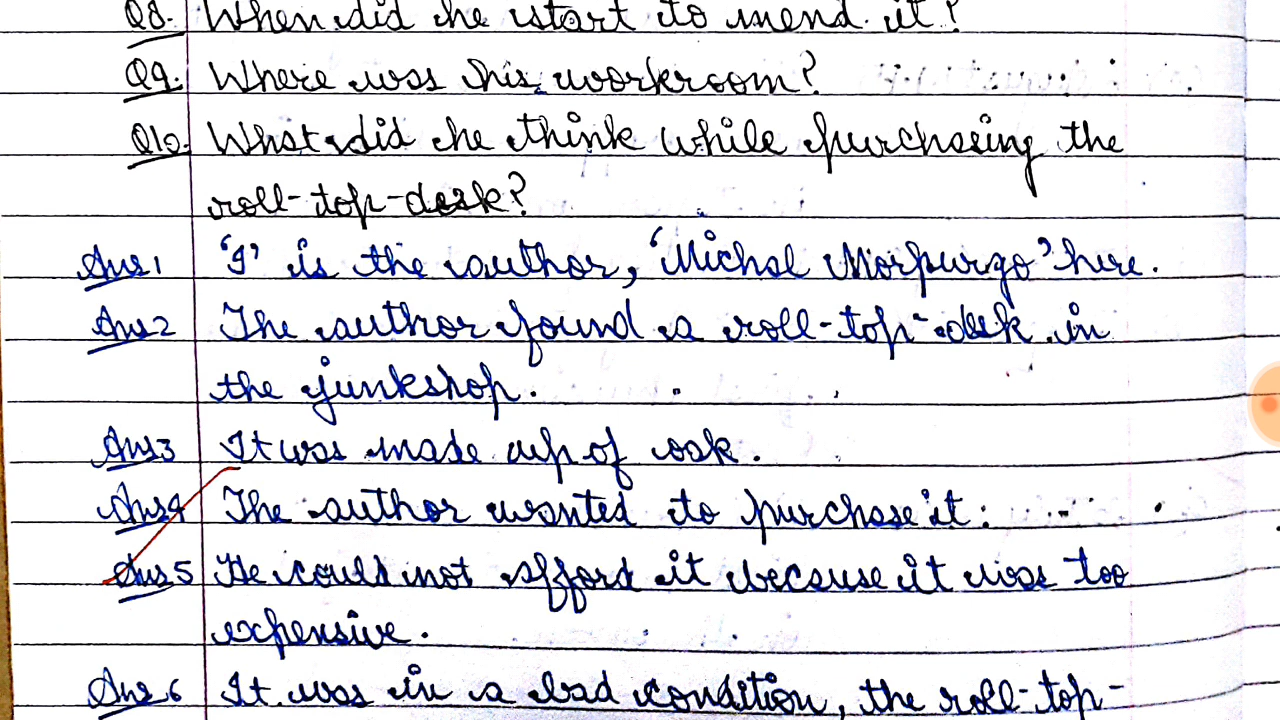 Q8. When did he start to mend it?
Q9. Where was his workroom?
Q10. What did he think while purchasing the
roll-top-desk?
Ans1 'I' is the author, 'Michal Morpurgo' here.
Ans2 The author found a roll-top-desk in
the junkshop.
Ans3 It was made up of oak.
Ans4 The author wanted to purchase it.
Ans5 He could not afford it because it was too
expensive.
Ans6 It was in a bad condition, the roll-top-